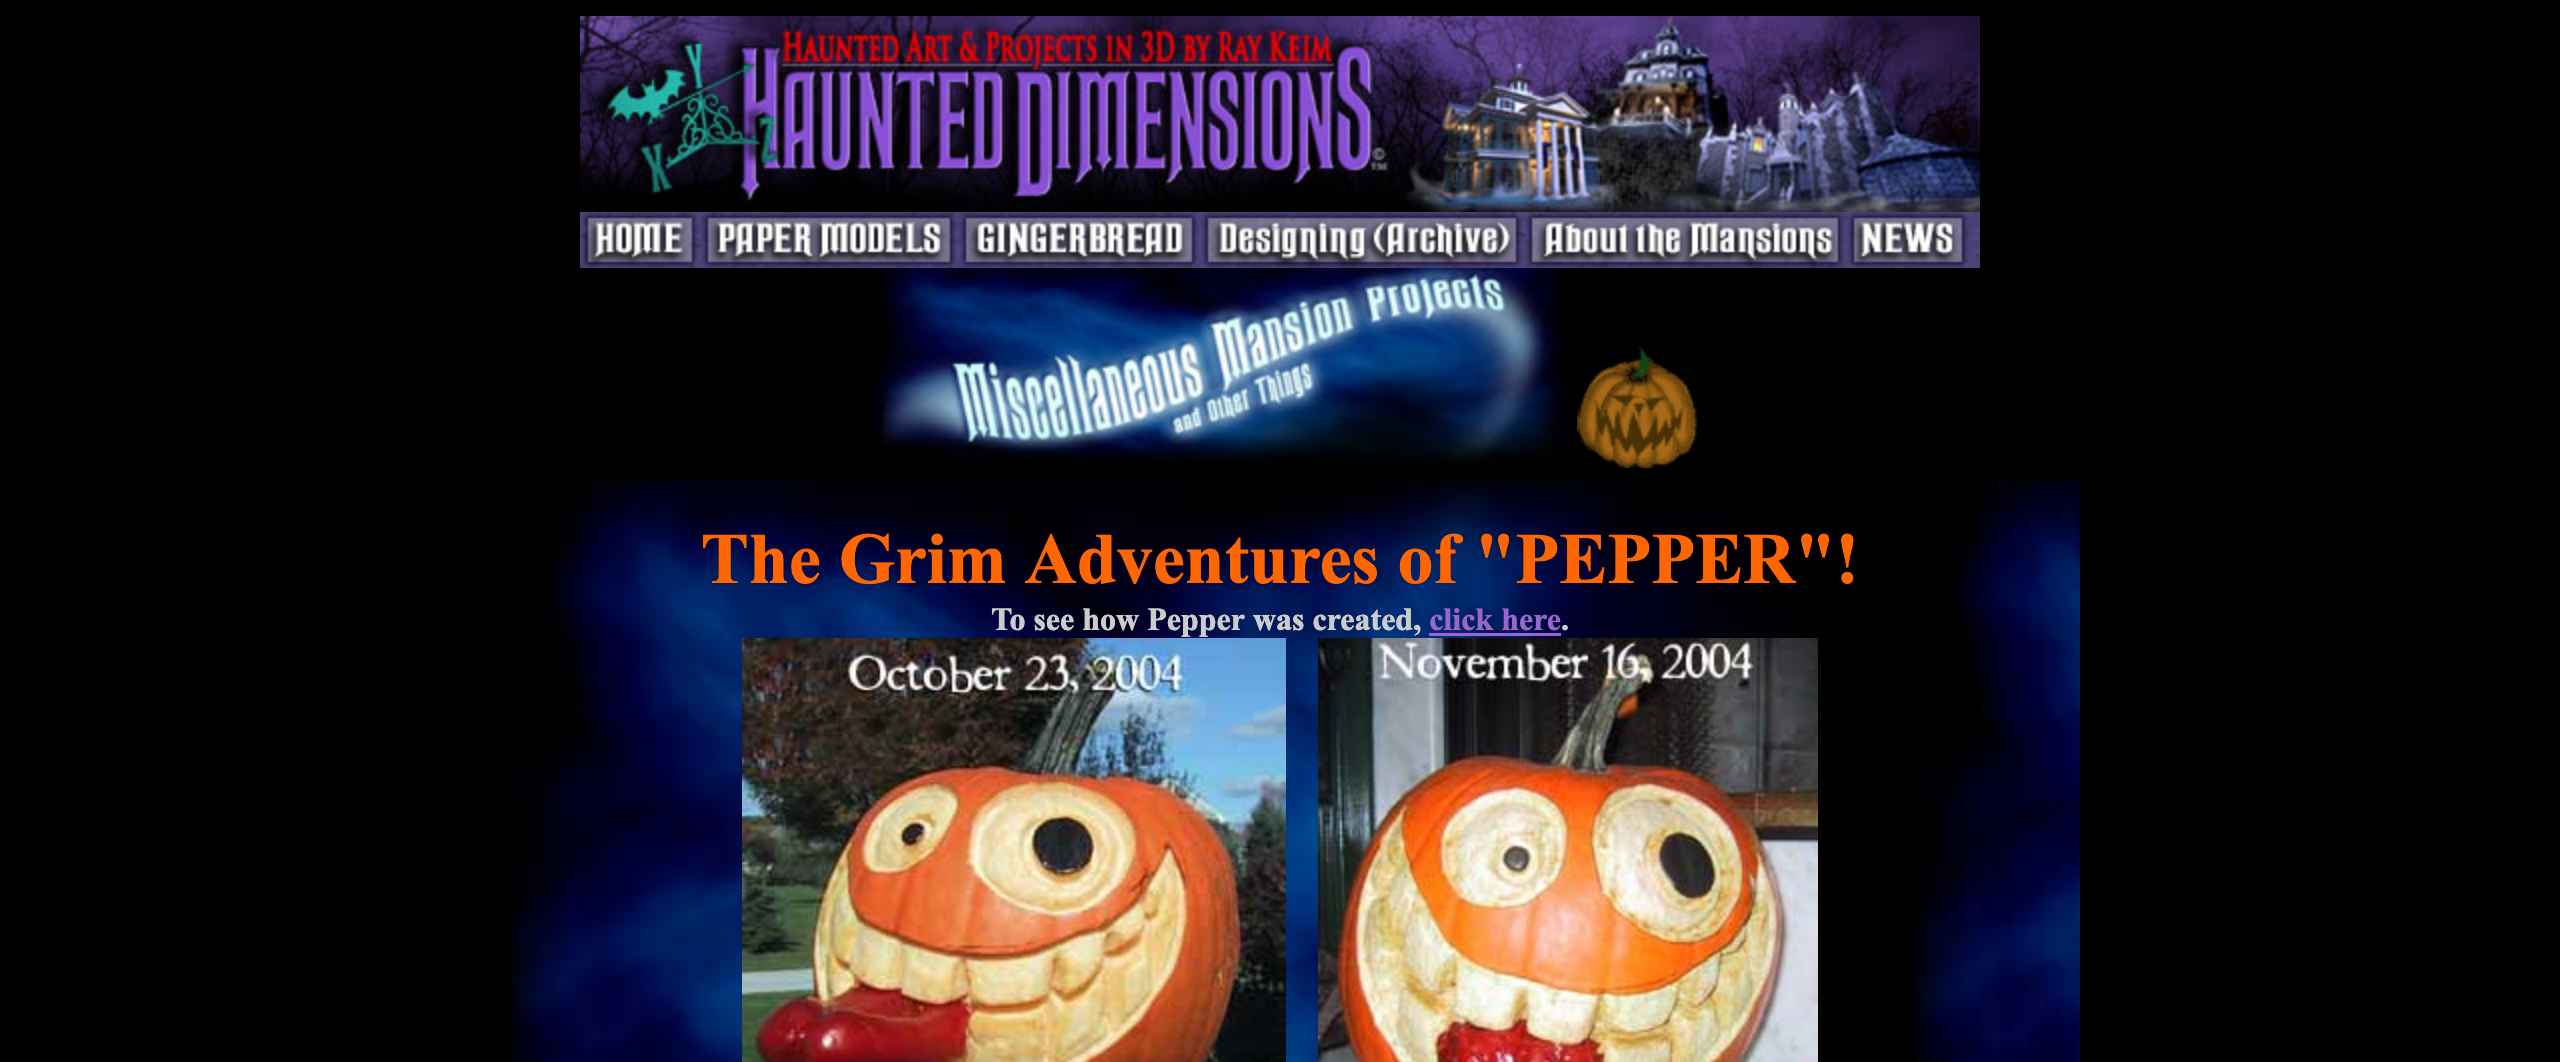 HAUNTED ART & PROJECTS IN 3D BY RAY KEIM
Y
X
Z
HAUNTED DIMENSIONS
©
TM
HOME PAPER MODELS GINGERBREAD Designing (Archive) About the Mansions NEWS
Miscellaneous Mansion Projects
and Other Things
The Grim Adventures of "PEPPER"!
To see how Pepper was created, click here.
October 23, 2004
November 16, 2004